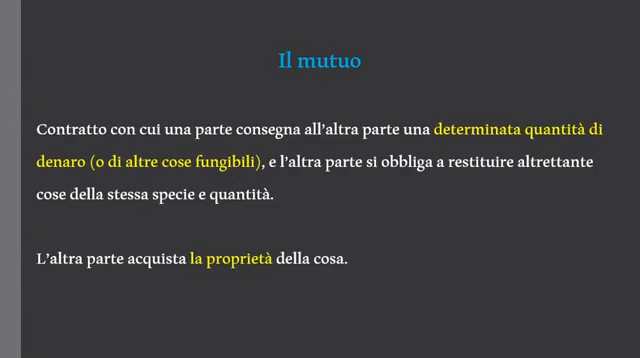 Il mutuo
Contratto con cui una parte consegna all’altra parte una determinata quantità di
denaro (o di altre cose fungibili), e l’altra parte si obbliga a restituire altrettante
cose della stessa specie e quantità.
L’altra parte acquista la proprietà della cosa.